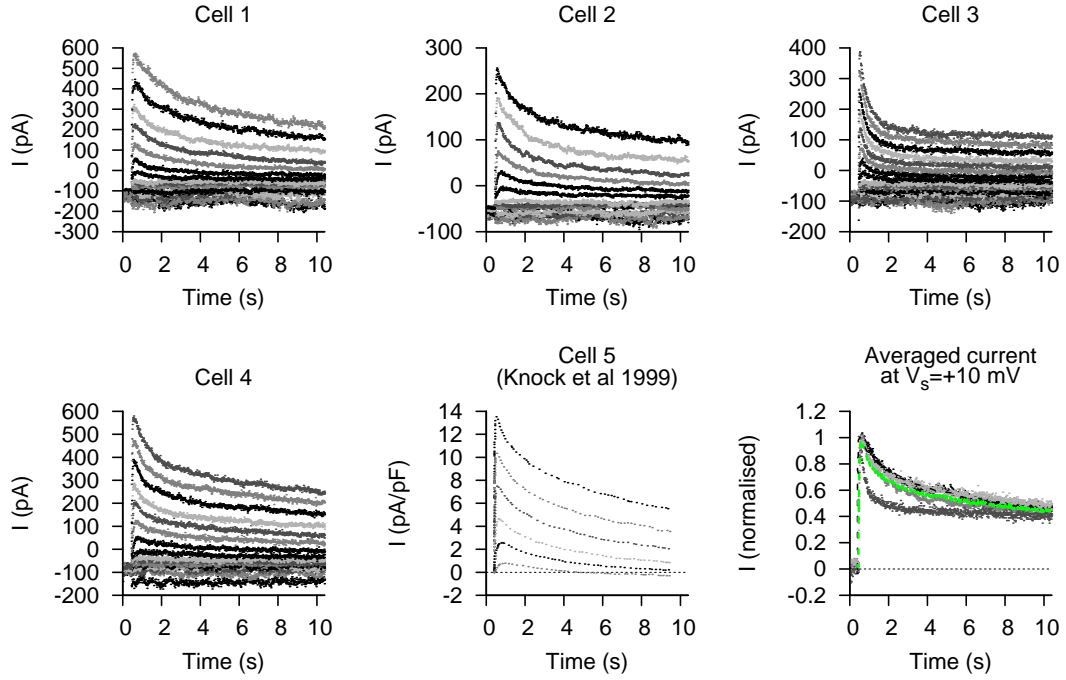 Cell 1
I (pA)
600
500
400
300
200
100
0
-100
-200
-300
0 2 4 6 8 10
Time (s)
Cell 2
I (pA)
300
200
100
0
-100
0 2 4 6 8 10
Time (s)
Cell 3
I (pA)
400
300
200
100
0
-100
-200
0 2 4 6 8 10
Time (s)
Cell 4
I (pA)
600
500
400
300
200
100
0
-100
-200
0 2 4 6 8 10
Time (s)
Cell 5
(Knock et al 1999)
I (pA/pF)
14
12
10
8
6
4
2
0
-2
0 2 4 6 8 10
Time (s)
Averaged current
at Vs=+10 mV
I (normalised)
1.2
1
0.8
0.6
0.4
0.2
0
-0.2
0 2 4 6 8 10
Time (s)